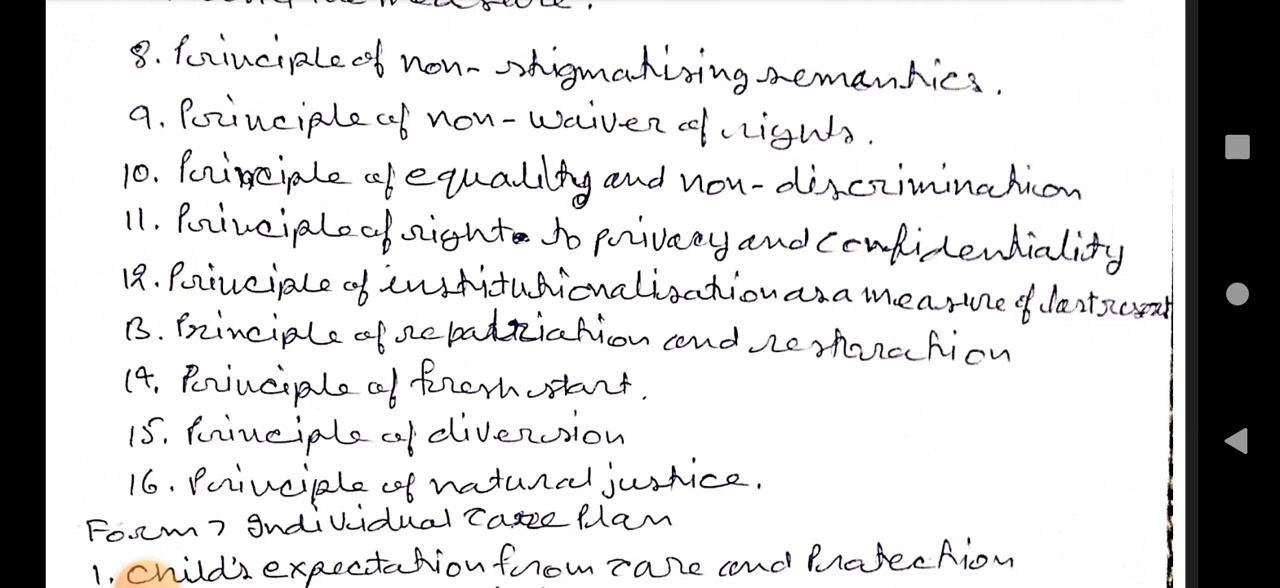 8. Principle of non-stigmatising semantics.
9. Principle of non-waiver of rights.
10. Principle of equality and non-discrimination
11. Principle of right to privacy and confidentiality
12. Principle of institutionalisation as a measure of last resort
13. Principle of repatriation and restoration
14. Principle of fresh start.
15. Principle of diversion
16. Principle of natural justice.
Form 7 Individual Care Plan
1. Child's expectation from care and Protection